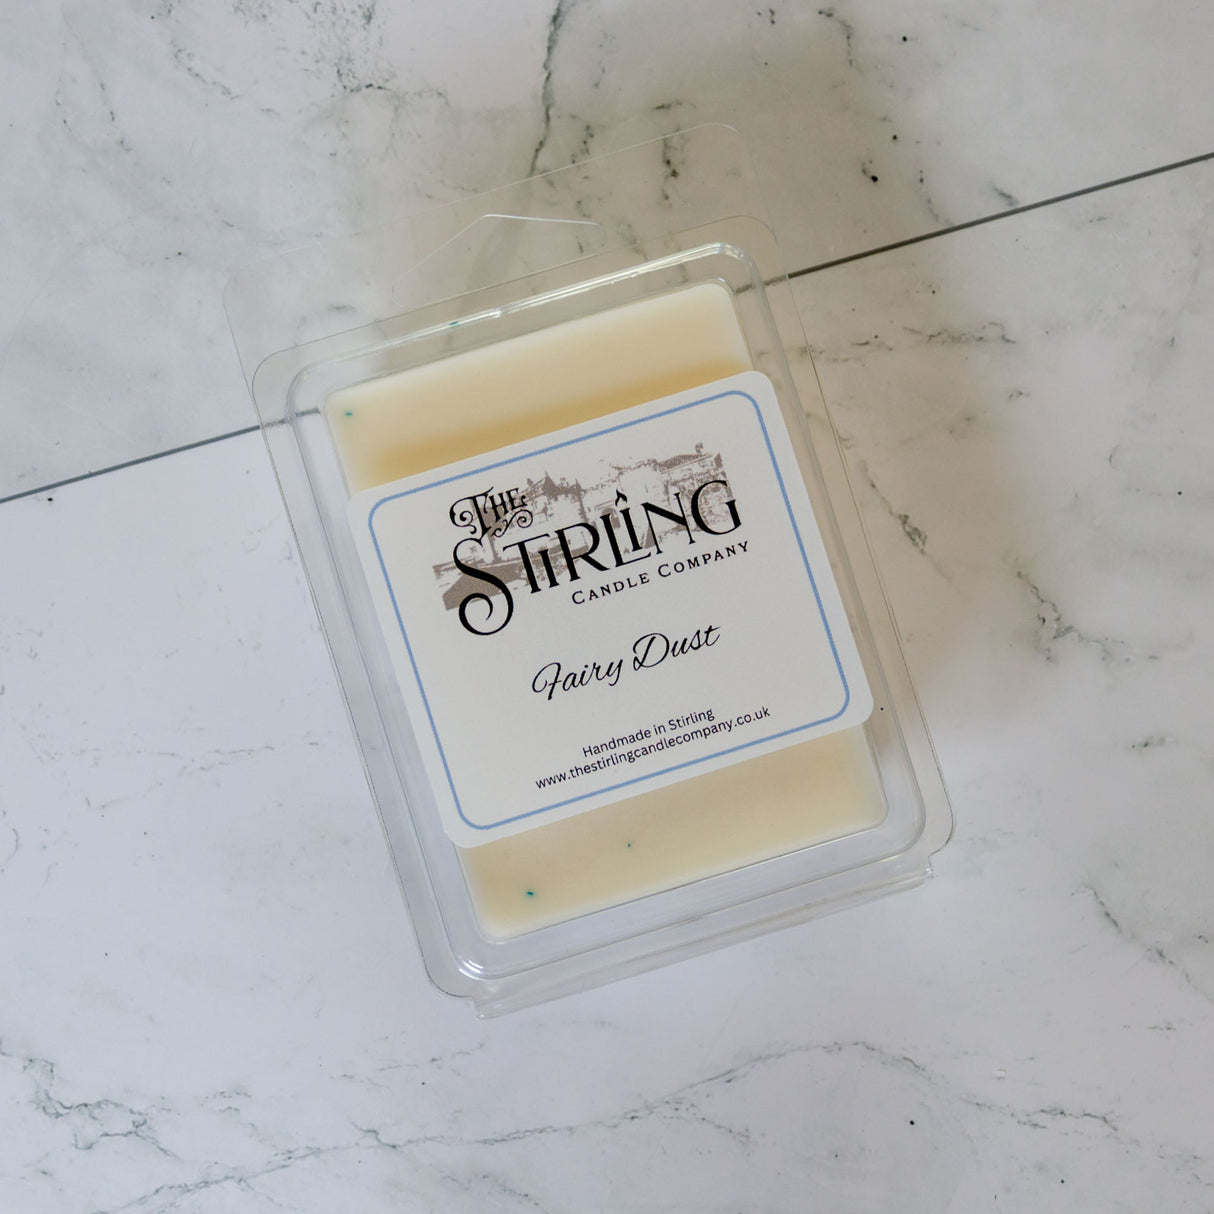 The
Stirling
Candle Company
Fairy Dust
Handmade in Stirling
www.thestirlingcandlecompany.co.uk